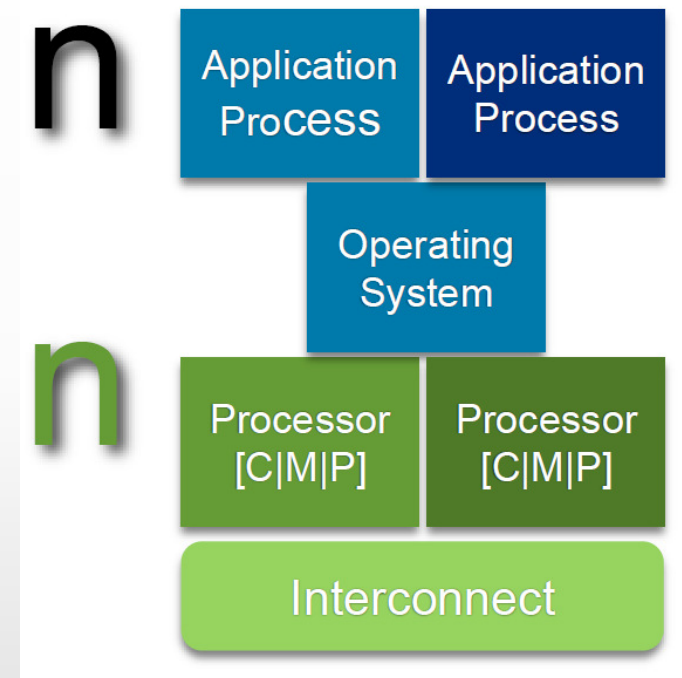 n
Application
Process
Application
Process
Operating
System
n
Processor
[C|M|P]
Processor
[C|M|P]
Interconnect